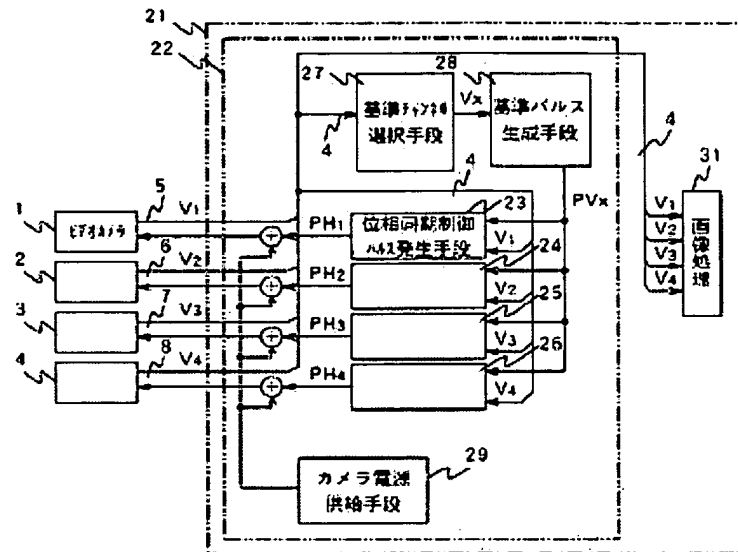 21
22
27
基準チャンネル
選択手段
4
Vx
28
基準パルス
生成手段
4
31
画像処理
V1
V2
V3
V4
1
ビデオカメラ
5
V1
PH1
4
23
位相同期制御
パルス発生手段
V1
PVx
2
6
V2
PH2
24
V2
3
7
V3
PH3
25
V3
4
8
V4
PH4
26
V4
29
カメラ電源
供給手段